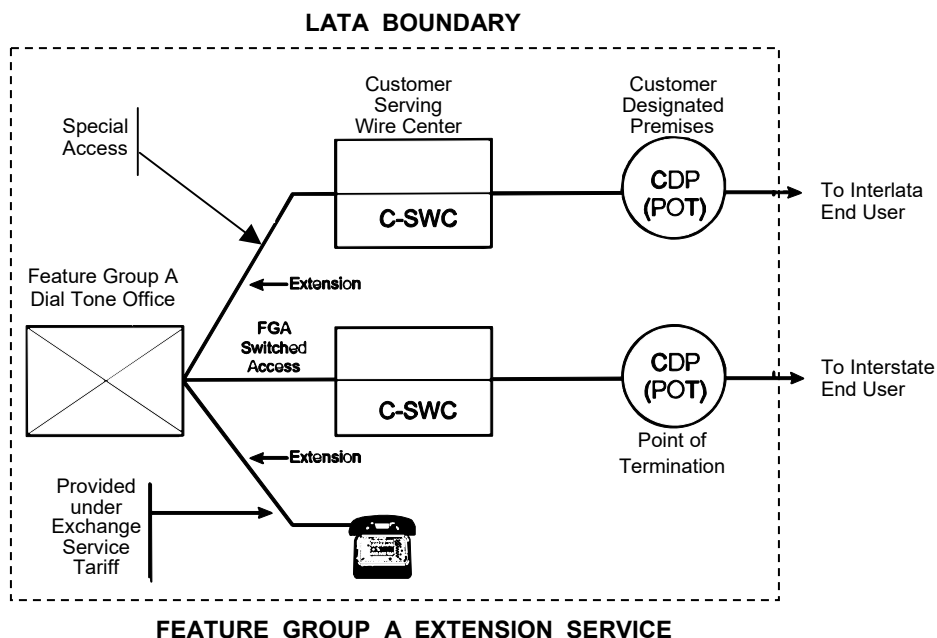 LATA BOUNDARY
Customer
Serving
Wire Center
Customer
Designated
Premises
Special
Access
C-SWC
CDP
(POT)
To Interlata
End User
Feature Group A
Dial Tone Office
Extension
FGA
Switched
Access
C-SWC
CDP
(POT)
To Interstate
End User
Point of
Termination
Extension
Provided
under
Exchange
Service
Tariff
FEATURE GROUP A EXTENSION SERVICE